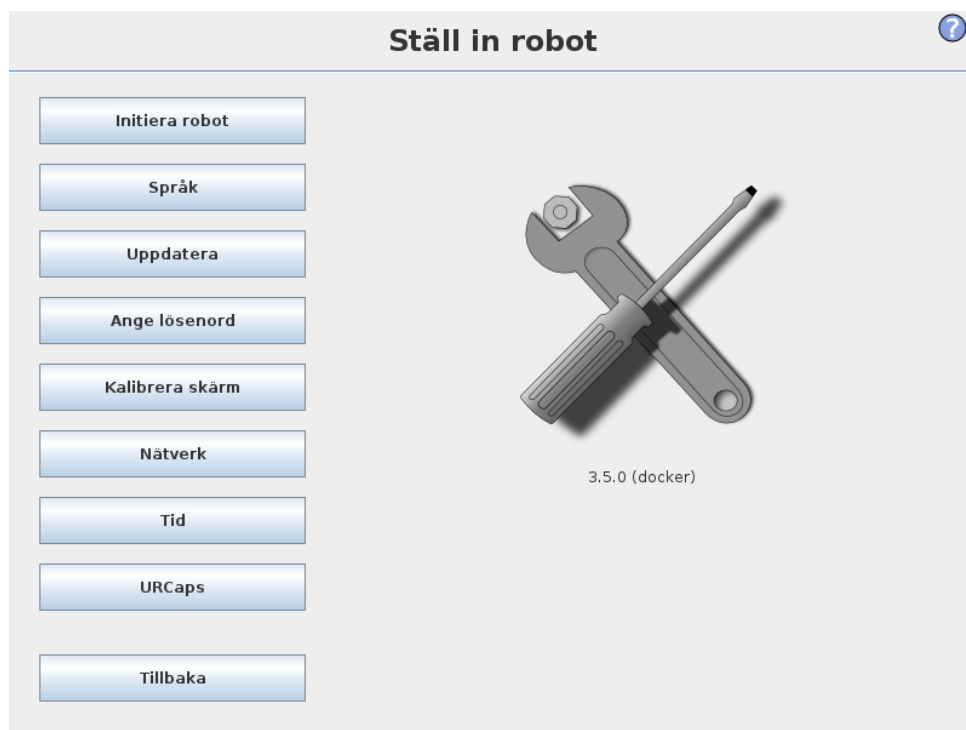 Ställ in robot
?
Initiera robot
Språk
Uppdatera
Ange lösenord
Kalibrera skärm
Nätverk
Tid
URCaps
Tillbaka
3.5.0 (docker)